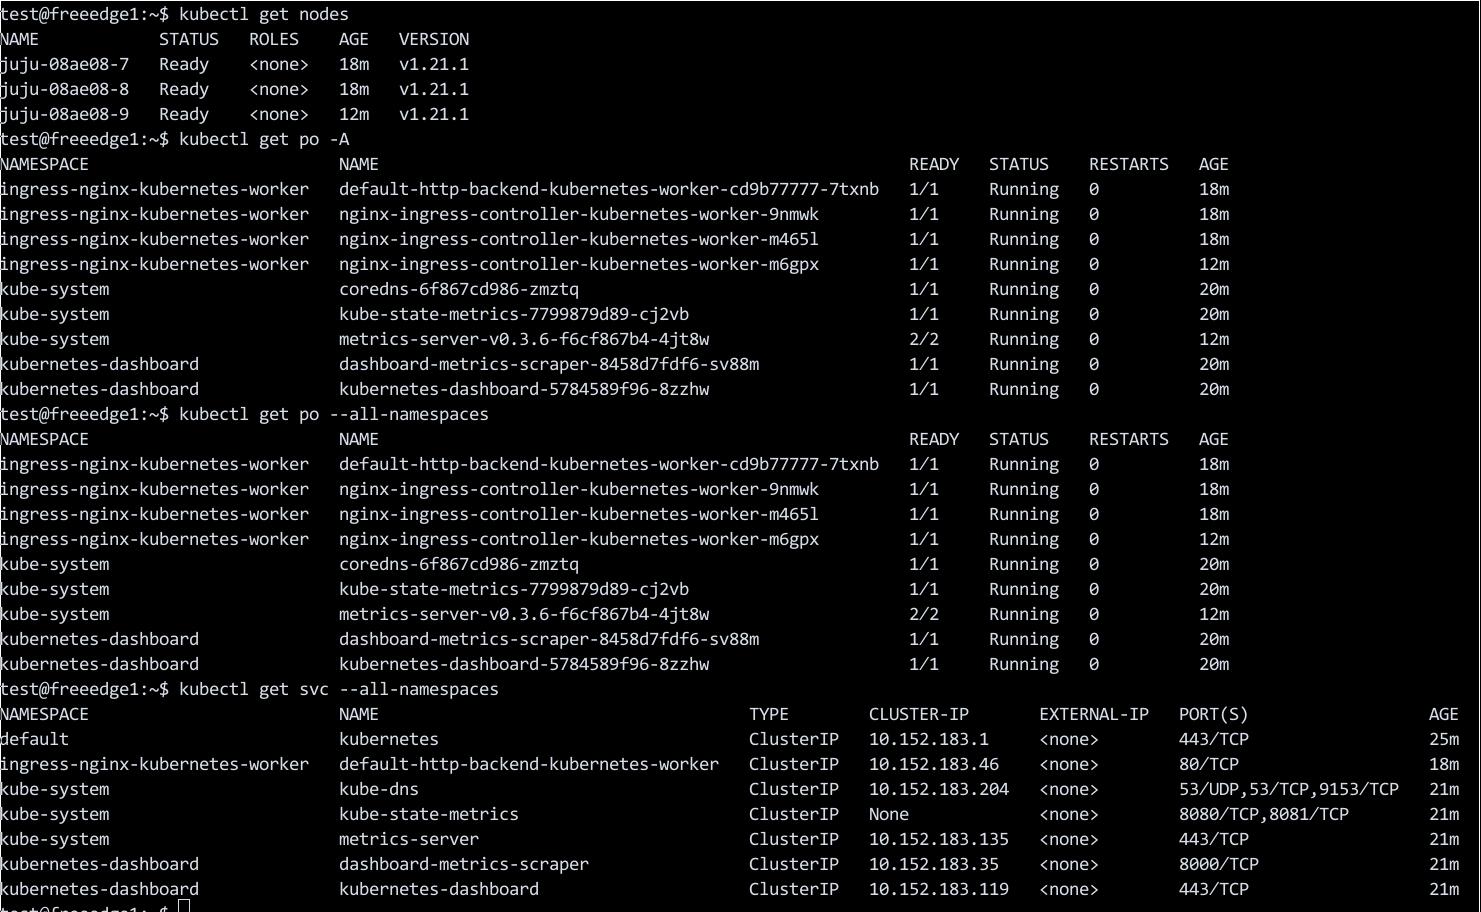 test@freeedge1:~$ kubectl get nodes
NAME            STATUS   ROLES    AGE   VERSION
juju-08ae08-7   Ready    <none>   18m   v1.21.1
juju-08ae08-8   Ready    <none>   18m   v1.21.1
juju-08ae08-9   Ready    <none>   12m   v1.21.1
test@freeedge1:~$ kubectl get po -A
NAMESPACE                         NAME                                                     READY   STATUS    RESTARTS   AGE
ingress-nginx-kubernetes-worker   default-http-backend-kubernetes-worker-cd9b77777-7txnb   1/1     Running   0          18m
ingress-nginx-kubernetes-worker   nginx-ingress-controller-kubernetes-worker-9nmwk         1/1     Running   0          18m
ingress-nginx-kubernetes-worker   nginx-ingress-controller-kubernetes-worker-m465l         1/1     Running   0          18m
ingress-nginx-kubernetes-worker   nginx-ingress-controller-kubernetes-worker-m6gpx         1/1     Running   0          12m
kube-system                       coredns-6f867cd986-zmztq                                 1/1     Running   0          20m
kube-system                       kube-state-metrics-7799879d89-cj2vb                      1/1     Running   0          20m
kube-system                       metrics-server-v0.3.6-f6cf867b4-4jt8w                    2/2     Running   0          12m
kubernetes-dashboard              dashboard-metrics-scraper-8458d7fdf6-sv88m               1/1     Running   0          20m
kubernetes-dashboard              kubernetes-dashboard-5784589f96-8zzhw                    1/1     Running   0          20m
test@freeedge1:~$ kubectl get po --all-namespaces
NAMESPACE                         NAME                                                     READY   STATUS    RESTARTS   AGE
ingress-nginx-kubernetes-worker   default-http-backend-kubernetes-worker-cd9b77777-7txnb   1/1     Running   0          18m
ingress-nginx-kubernetes-worker   nginx-ingress-controller-kubernetes-worker-9nmwk         1/1     Running   0          18m
ingress-nginx-kubernetes-worker   nginx-ingress-controller-kubernetes-worker-m465l         1/1     Running   0          18m
ingress-nginx-kubernetes-worker   nginx-ingress-controller-kubernetes-worker-m6gpx         1/1     Running   0          12m
kube-system                       coredns-6f867cd986-zmztq                                 1/1     Running   0          20m
kube-system                       kube-state-metrics-7799879d89-cj2vb                      1/1     Running   0          20m
kube-system                       metrics-server-v0.3.6-f6cf867b4-4jt8w                    2/2     Running   0          12m
kubernetes-dashboard              dashboard-metrics-scraper-8458d7fdf6-sv88m               1/1     Running   0          20m
kubernetes-dashboard              kubernetes-dashboard-5784589f96-8zzhw                    1/1     Running   0          20m
test@freeedge1:~$ kubectl get svc --all-namespaces
NAMESPACE                         NAME                                     TYPE        CLUSTER-IP       EXTERNAL-IP   PORT(S)                  AGE
default                           kubernetes                               ClusterIP   10.152.183.1     <none>        443/TCP                  25m
ingress-nginx-kubernetes-worker   default-http-backend-kubernetes-worker   ClusterIP   10.152.183.46    <none>        80/TCP                   18m
kube-system                       kube-dns                                 ClusterIP   10.152.183.204   <none>        53/UDP,53/TCP,9153/TCP   21m
kube-system                       kube-state-metrics                       ClusterIP   None             <none>        8080/TCP,8081/TCP        21m
kube-system                       metrics-server                           ClusterIP   10.152.183.135   <none>        443/TCP                  21m
kubernetes-dashboard              dashboard-metrics-scraper                ClusterIP   10.152.183.35    <none>        8000/TCP                 21m
kubernetes-dashboard              kubernetes-dashboard                     ClusterIP   10.152.183.119   <none>        443/TCP                  21m
test@freeedge1:~$